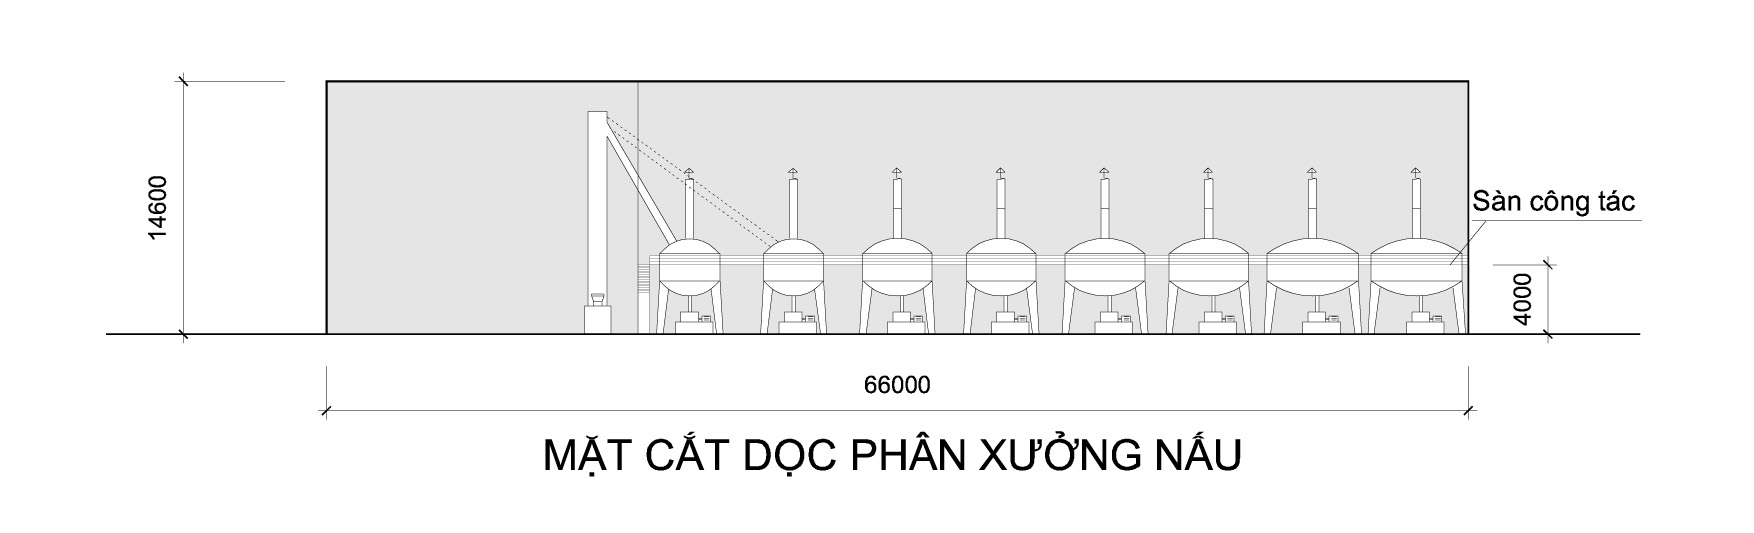 14600
Sàn công tác
4000
66000
MẶT CẮT DỌC PHÂN XƯỞNG NẤU